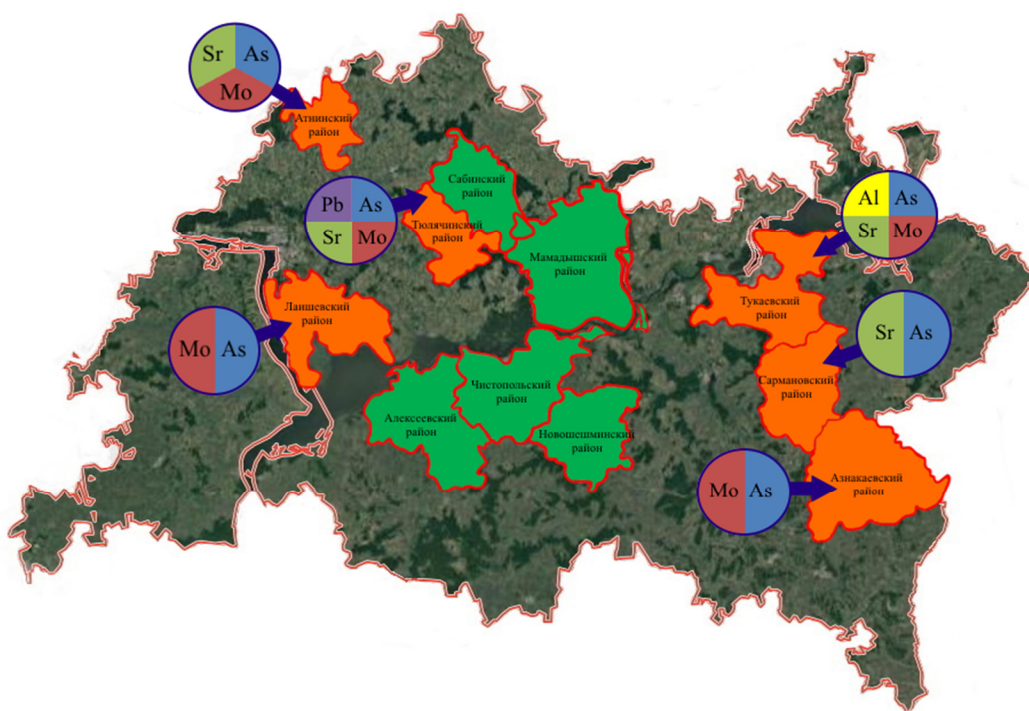 Sr As
Mo
Атнинский
район
Сабинский
район
Pb As
Sr Mo
Тюлячинский
район
Al As
Sr Mo
Мамадышский
район
Тукаевский
район
Лаишевский
район
Mo As
Sr As
Сармановский
район
Чистопольский
район
Алексеевский
район
Новошешминский
район
Mo As
Азнакаевский
район